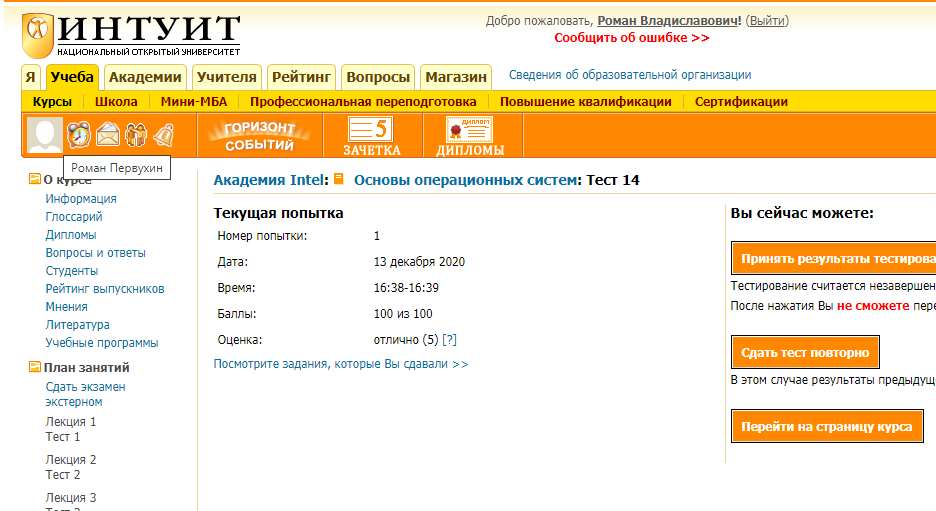 ИНТУИТ
НАЦИОНАЛЬНЫЙ ОТКРЫТЫЙ УНИВЕРСИТЕТ
Добро пожаловать, Роман Владиславович! (Выйти)
Сообщить об ошибке >>
Я Учеба Академии Учителя Рейтинг Вопросы Магазин Сведения об образовательной организации
Курсы Школа Мини-МБА Профессиональная переподготовка Повышение квалификации Сертификации
ГОРИЗОНТ СОБЫТИЙ
5 ЗАЧЕТКА
ДИПЛОМ ДИПЛОМЫ
Роман Первухин
О курсе
Информация
Глоссарий
Дипломы
Вопросы и ответы
Студенты
Рейтинг выпускников
Мнения
Литература
Учебные программы
План занятий
Сдать экзамен
экстерном
Лекция 1
Тест 1
Лекция 2
Тест 2
Лекция 3
Академия Intel: Основы операционных систем: Тест 14
Текущая попытка
Номер попытки: 1
Дата: 13 декабря 2020
Время: 16:38-16:39
Баллы: 100 из 100
Оценка: отлично (5) [?]
Посмотрите задания, которые Вы сдавали >>
Вы сейчас можете:
Принять результаты тестирова
Тестирование считается незавершен
После нажатия Вы не сможете пере
Сдать тест повторно
В этом случае результаты предыдущ
Перейти на страницу курса